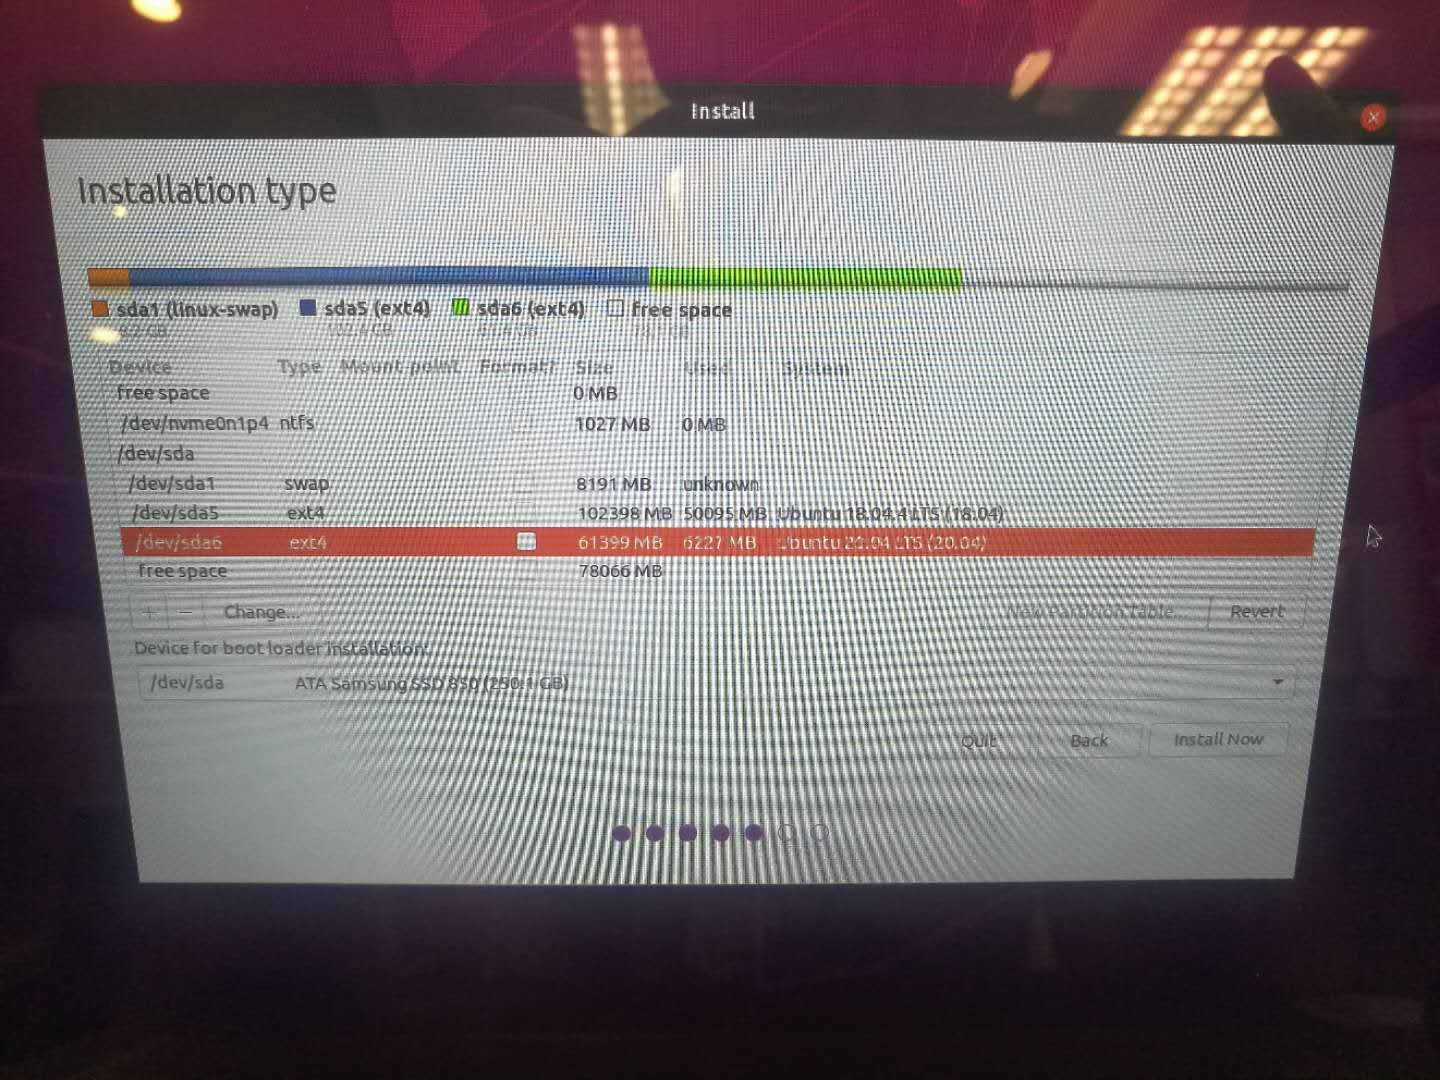 Install
Installation type
sda1 (linux-swap) sda5 (ext4) sda6 (ext4) free space
Device Type Mount point Format? Size Used System
free space 0 MB
/dev/nvme0n1p4 ntfs 1027 MB 0 MB
/dev/sda
/dev/sda1 swap 8191 MB unknown
/dev/sda5 ext4 102398 MB 50095 MB Ubuntu 18.04.4 LTS (18.04)
/dev/sda6 ext4 61399 MB 6227 MB Ubuntu 20.04 LTS (20.04)
free space 78066 MB
+ − Change... New Partition Table... Revert
Device for boot loader installation:
/dev/sda ATA Samsung SSD 850 (250.1 GB)
Quit Back Install Now